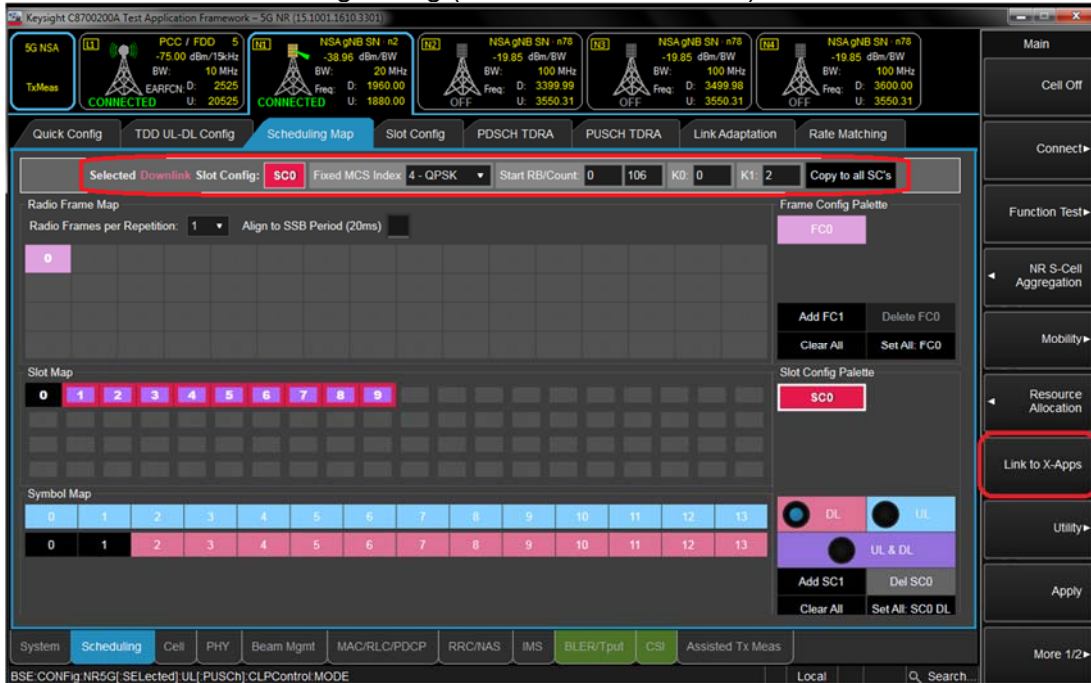 Keysight C8700200A Test Application Framework – 5G NR (15.1001.1610.3301)
5G NSA
TxMeas
L1
PCC / FDD 5
-75.00 dBm/15kHz
BW: 10 MHz
EARFCN: D: 2525
U: 20525
CONNECTED
N1
NSA gNB SN · n2
-38.96 dBm/BW
BW: 20 MHz
Freq: D: 1960.00
U: 1880.00
CONNECTED
N2
NSA gNB SN · n78
-19.85 dBm/BW
BW: 100 MHz
Freq: D: 3399.99
U: 3550.31
OFF
N3
NSA gNB SN · n78
-19.85 dBm/BW
BW: 100 MHz
Freq: D: 3499.98
U: 3550.31
OFF
N4
NSA gNB SN · n78
-19.85 dBm/BW
BW: 100 MHz
Freq: D: 3600.00
U: 3550.31
OFF
Quick Config TDD UL-DL Config Scheduling Map Slot Config PDSCH TDRA PUSCH TDRA Link Adaptation Rate Matching
Selected Downlink Slot Config: SC0 Fixed MCS Index 4 - QPSK Start RB/Count: 0 106 K0: 0 K1: 2 Copy to all SC's
Radio Frame Map
Radio Frames per Repetition: 1 Align to SSB Period (20ms)
0
Frame Config Palette
FC0
Add FC1 Delete FC0
Clear All Set All: FC0
Slot Map
0 1 2 3 4 5 6 7 8 9
Slot Config Palette
SC0
Symbol Map
0 1 2 3 4 5 6 7 8 9 10 11 12 13
0 1 2 3 4 5 6 7 8 9 10 11 12 13
DL UL
UL & DL
Add SC1 Del SC0
Clear All Set All: SC0 DL
System Scheduling Cell PHY Beam Mgmt MAC/RLC/PDCP RRC/NAS IMS BLER/Tput CSI Assisted Tx Meas
BSE:CONFig:NR5G[:SELected]:UL[:PUSCh]:CLPControl:MODE
Local Search...
Main
Cell Off
Connect
Function Test
NR S-Cell
Aggregation
Mobility
Resource
Allocation
Link to X-Apps
Utility
Apply
More 1/2